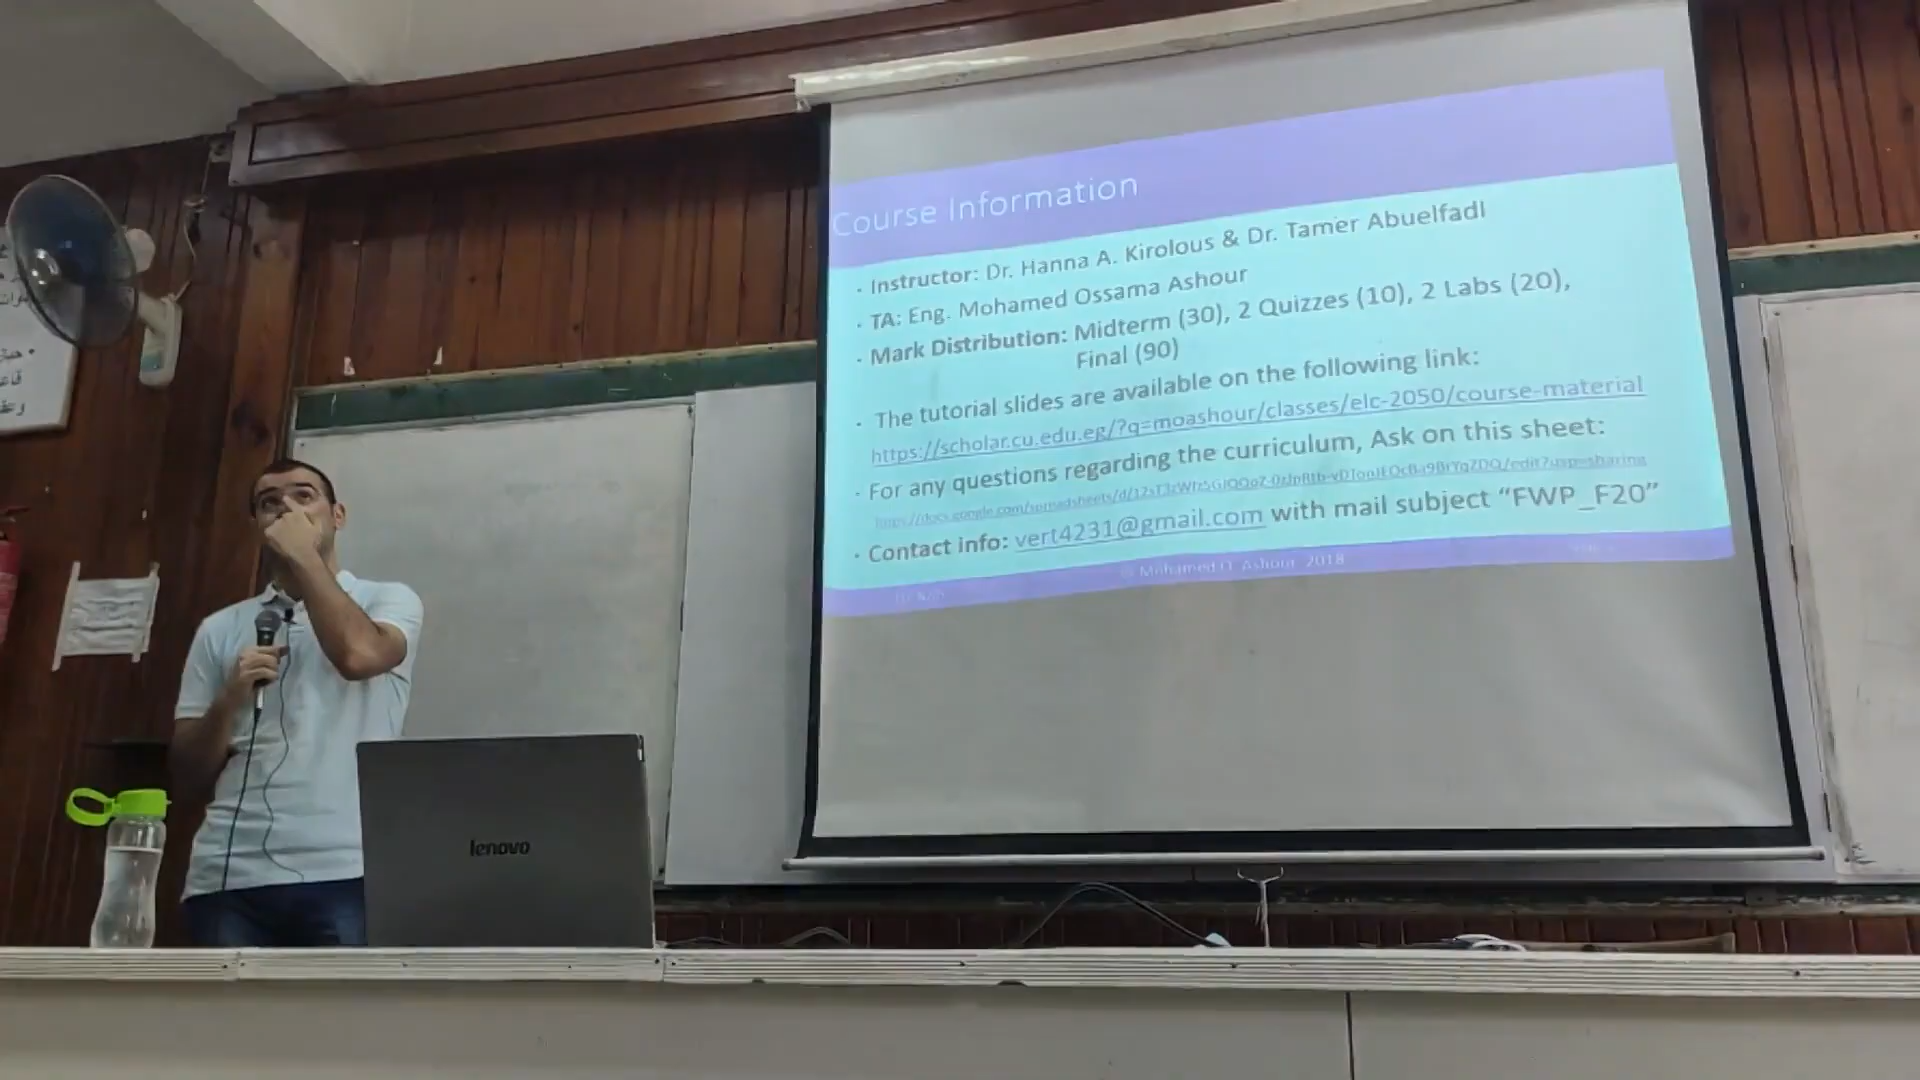 Course Information
· Instructor: Dr. Hanna A. Kirolous & Dr. Tamer Abuelfadl
· TA: Eng. Mohamed Ossama Ashour
· Mark Distribution: Midterm (30), 2 Quizzes (10), 2 Labs (20),
Final (90)
· The tutorial slides are available on the following link:
https://scholar.cu.edu.eg/?q=moashour/classes/elc-2050/course-material
· For any questions regarding the curriculum, Ask on this sheet:
· Contact info: vert4231@gmail.com with mail subject “FWP_F20”
© Mohamed O. Ashour 2018
lenovo